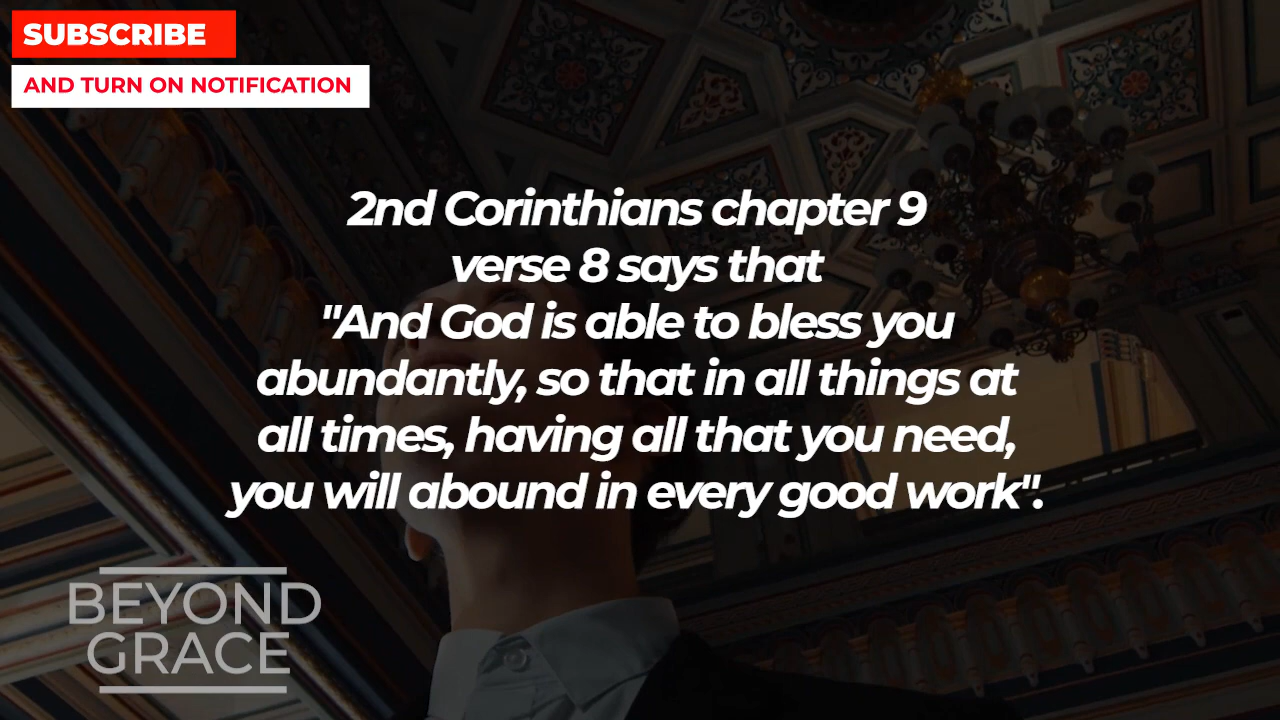 SUBSCRIBE
AND TURN ON NOTIFICATION
2nd Corinthians chapter 9
verse 8 says that
"And God is able to bless you
abundantly, so that in all things at
all times, having all that you need,
you will abound in every good work".
BEYOND
GRACE